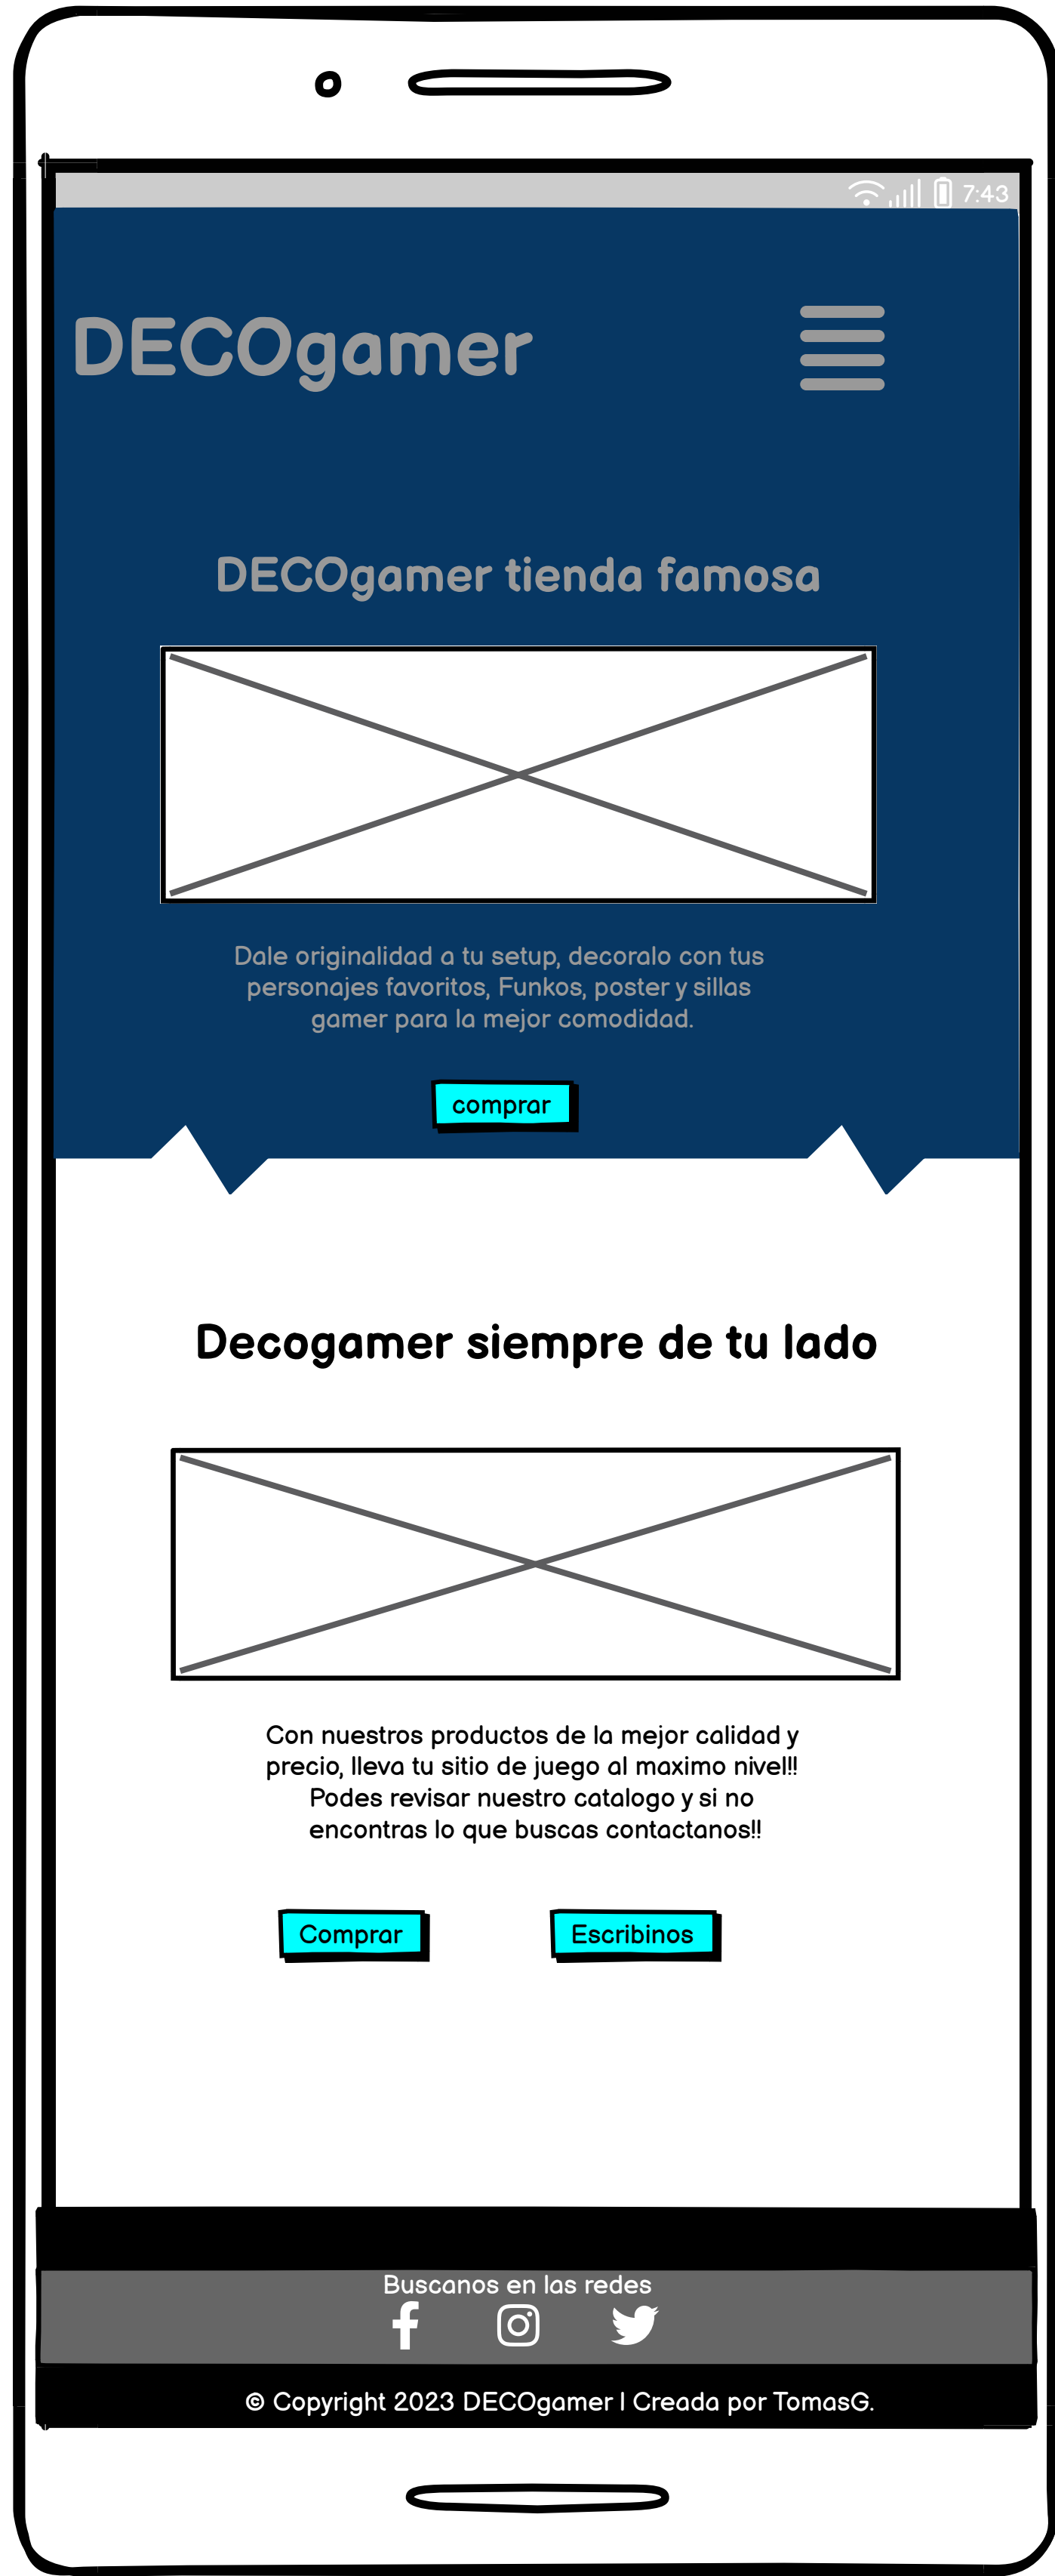 7:43
DECOgamer
DECOgamer tienda famosa
Dale originalidad a tu setup, decoralo con tus
personajes favoritos, Funkos, poster y sillas
gamer para la mejor comodidad.
comprar
Decogamer siempre de tu lado
Con nuestros productos de la mejor calidad y
precio, lleva tu sitio de juego al maximo nivel!!
Podes revisar nuestro catalogo y si no
encontras lo que buscas contactanos!!
Comprar
Escribinos
Buscanos en las redes
© Copyright 2023 DECOgamer | Creada por TomasG.